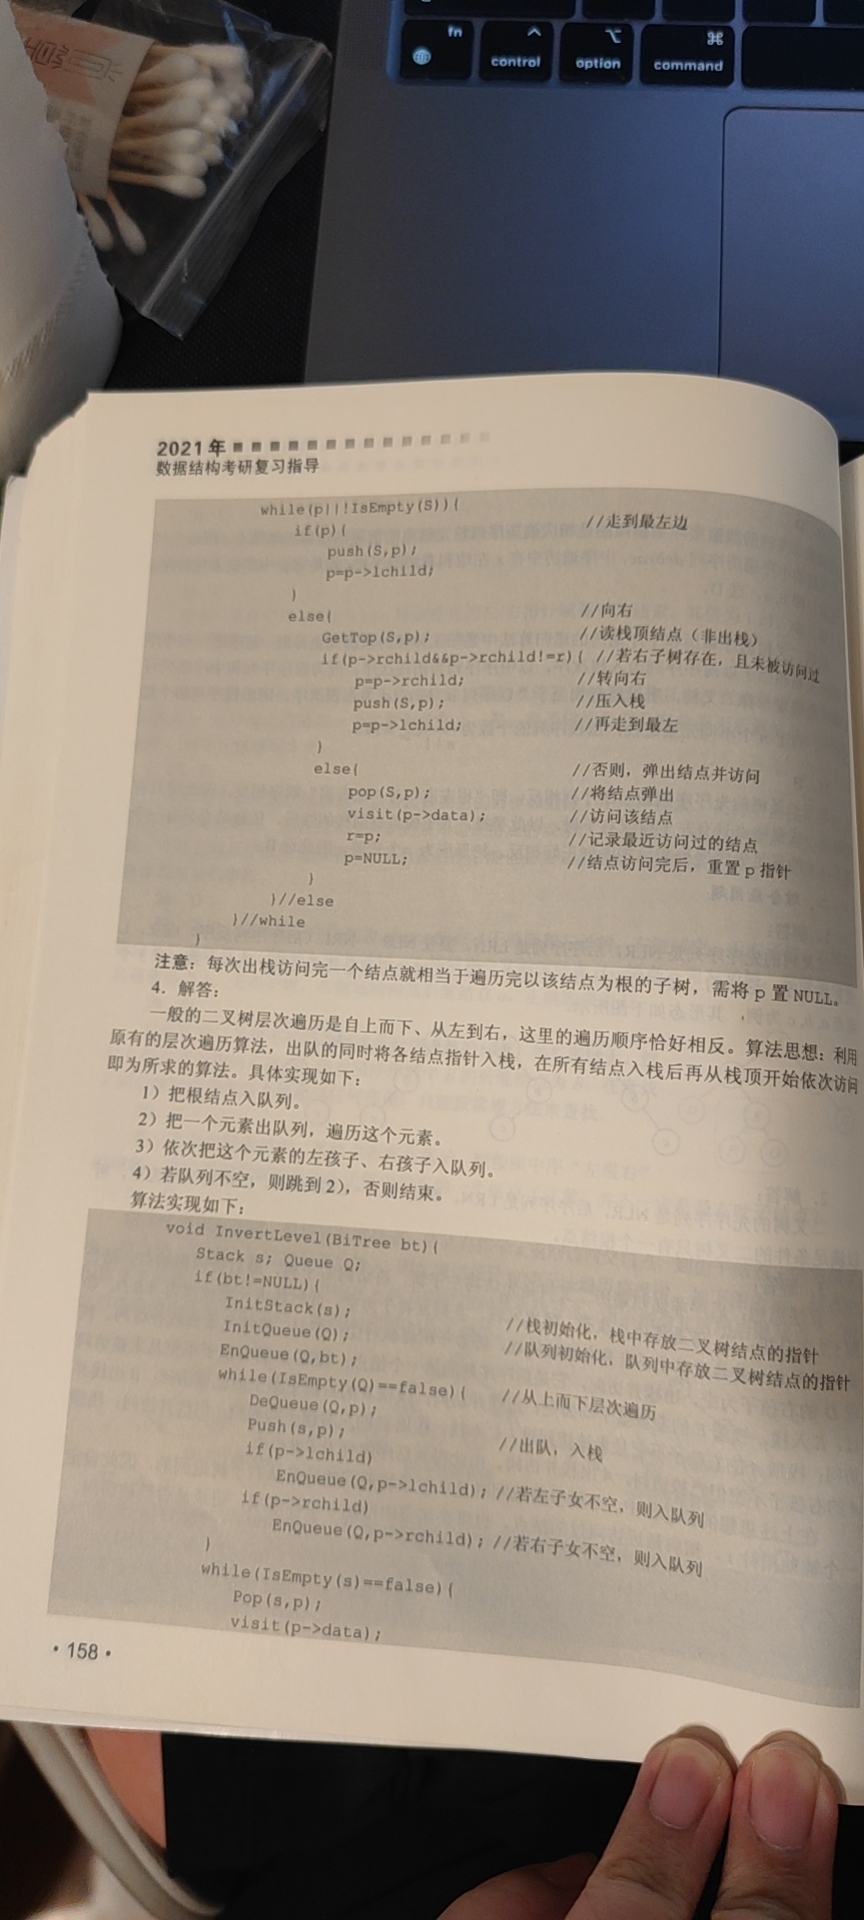 fn
control
option
⌘
command
2021年
数据结构考研复习指导
while(p||!IsEmpty(S)){
if(p){ //走到最左边
push(S,p);
p=p->lchild;
}
else{ //向右
GetTop(S,p); //读栈顶结点（非出栈）
if(p->rchild&&p->rchild!=r){ //若右子树存在，且未被访问过
p=p->rchild; //转向右
push(S,p); //压入栈
p=p->lchild; //再走到最左
}
else{ //否则，弹出结点并访问
pop(S,p); //将结点弹出
visit(p->data); //访问该结点
r=p; //记录最近访问过的结点
p=NULL; //结点访问完后，重置p指针
}
}//else
}//while
}
注意：每次出栈访问完一个结点就相当于遍历完以该结点为根的子树，需将p置NULL。
4．解答：
一般的二叉树层次遍历是自上而下、从左到右，这里的遍历顺序恰好相反。算法思想：利用
原有的层次遍历算法，出队的同时将各结点指针入栈，在所有结点入栈后再从栈顶开始依次访问
即为所求的算法。具体实现如下：
1）把根结点入队列。
2）把一个元素出队列，遍历这个元素。
3）依次把这个元素的左孩子、右孩子入队列。
4）若队列不空，则跳到2），否则结束。
算法实现如下：
void InvertLevel(BiTree bt){
Stack s; Queue Q;
if(bt!=NULL){
InitStack(s); //栈初始化，栈中存放二叉树结点的指针
InitQueue(Q); //队列初始化，队列中存放二叉树结点的指针
EnQueue(Q,bt);
while(IsEmpty(Q)==false){ //从上而下层次遍历
DeQueue(Q,p);
Push(s,p); //出队，入栈
if(p->lchild)
EnQueue(Q,p->lchild); //若左子女不空，则入队列
if(p->rchild)
EnQueue(Q,p->rchild); //若右子女不空，则入队列
}
while(IsEmpty(s)==false){
Pop(s,p);
visit(p->data);
·158·